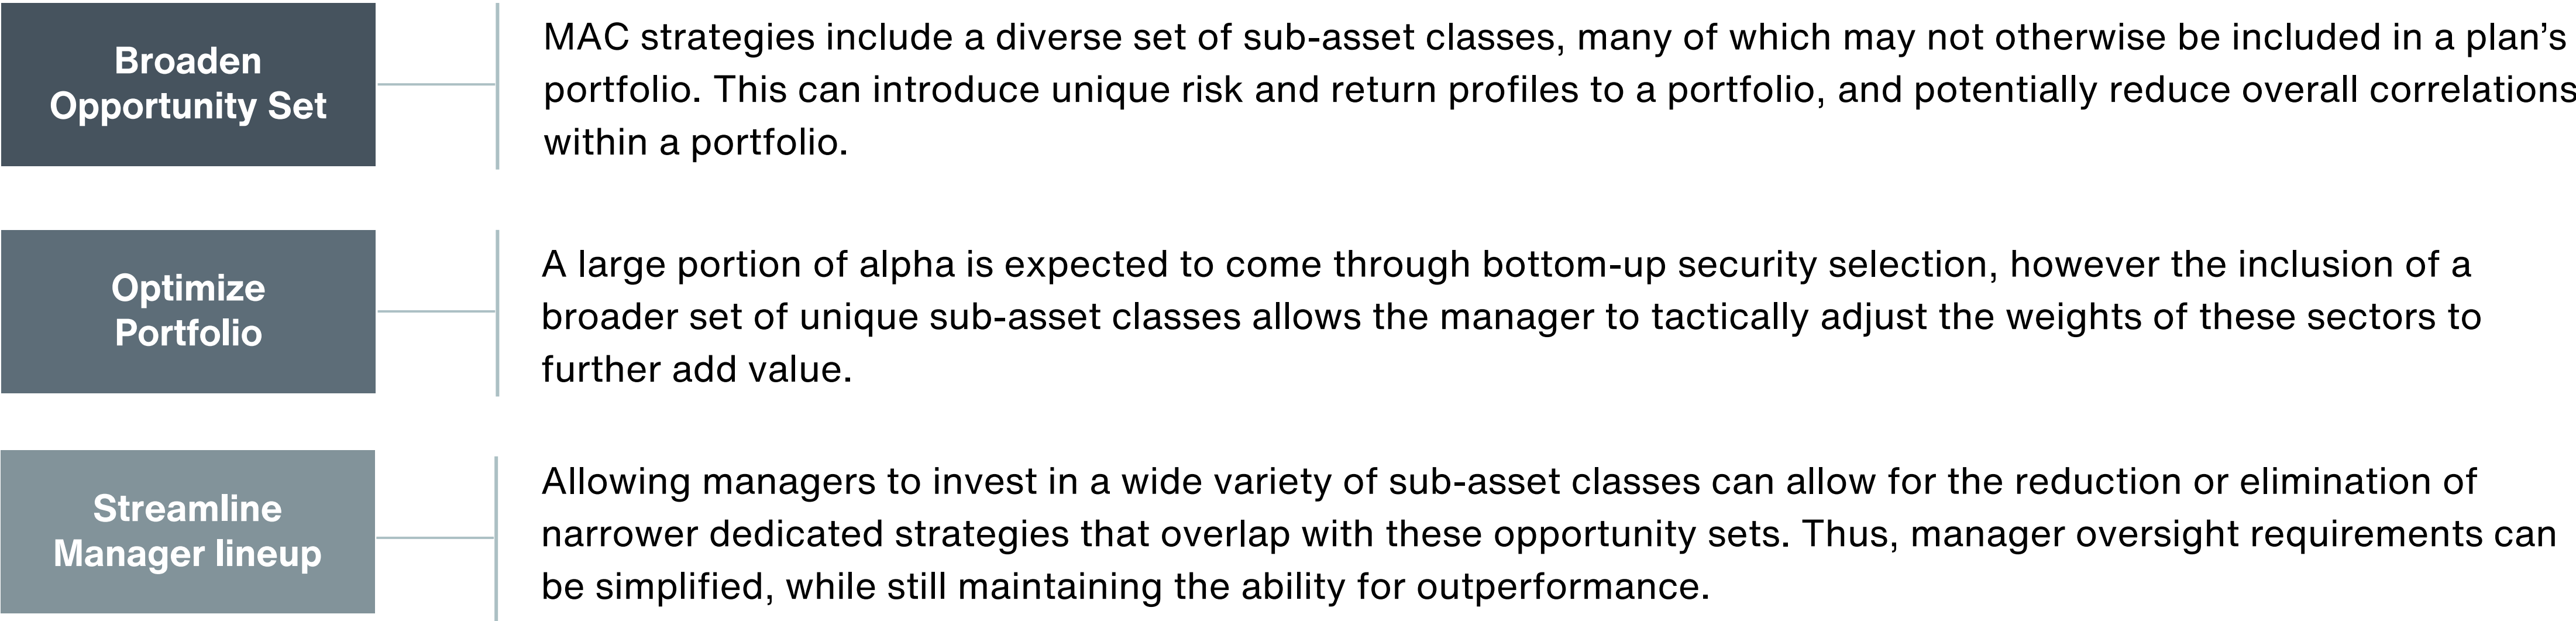 Broaden
Opportunity Set
MAC strategies include a diverse set of sub-asset classes, many of which may not otherwise be included in a plan’s
portfolio. This can introduce unique risk and return profiles to a portfolio, and potentially reduce overall correlations
within a portfolio.
Optimize
Portfolio
A large portion of alpha is expected to come through bottom-up security selection, however the inclusion of a
broader set of unique sub-asset classes allows the manager to tactically adjust the weights of these sectors to
further add value.
Streamline
Manager lineup
Allowing managers to invest in a wide variety of sub-asset classes can allow for the reduction or elimination of
narrower dedicated strategies that overlap with these opportunity sets. Thus, manager oversight requirements can
be simplified, while still maintaining the ability for outperformance.